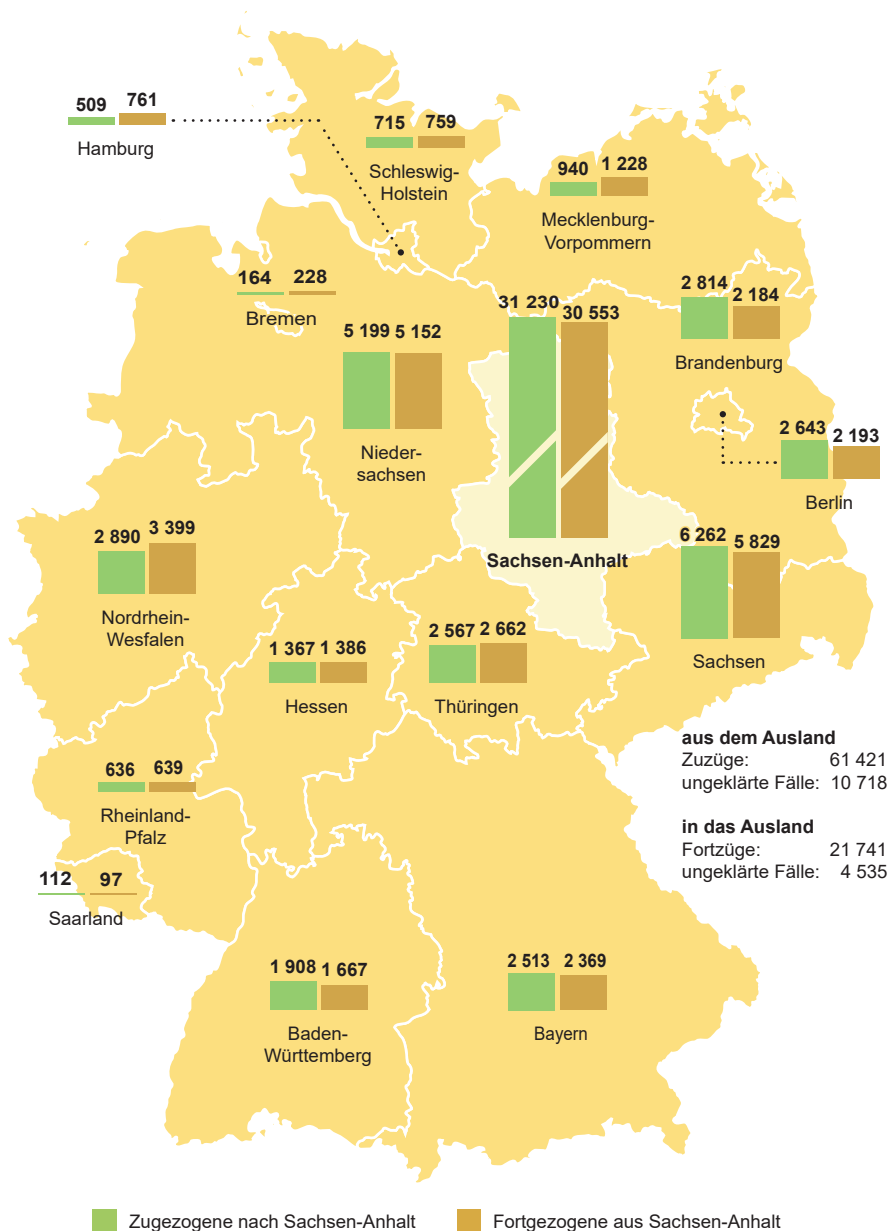 509 761
Hamburg
715 759
Schleswig-
Holstein
940 1 228
Mecklenburg-
Vorpommern
164 228
Bremen
5 199 5 152
Nieder-
sachsen
31 230 30 553
Sachsen-Anhalt
2 814 2 184
Brandenburg
2 643 2 193
Berlin
2 890 3 399
Nordrhein-
Wesfalen
1 367 1 386
Hessen
2 567 2 662
Thüringen
6 262 5 829
Sachsen
aus dem Ausland
Zuzüge: 61 421
ungeklärte Fälle: 10 718
in das Ausland
Fortzüge: 21 741
ungeklärte Fälle: 4 535
636 639
Rheinland-
Pfalz
112 97
Saarland
1 908 1 667
Baden-
Württemberg
2 513 2 369
Bayern
Zugezogene nach Sachsen-Anhalt Fortgezogene aus Sachsen-Anhalt